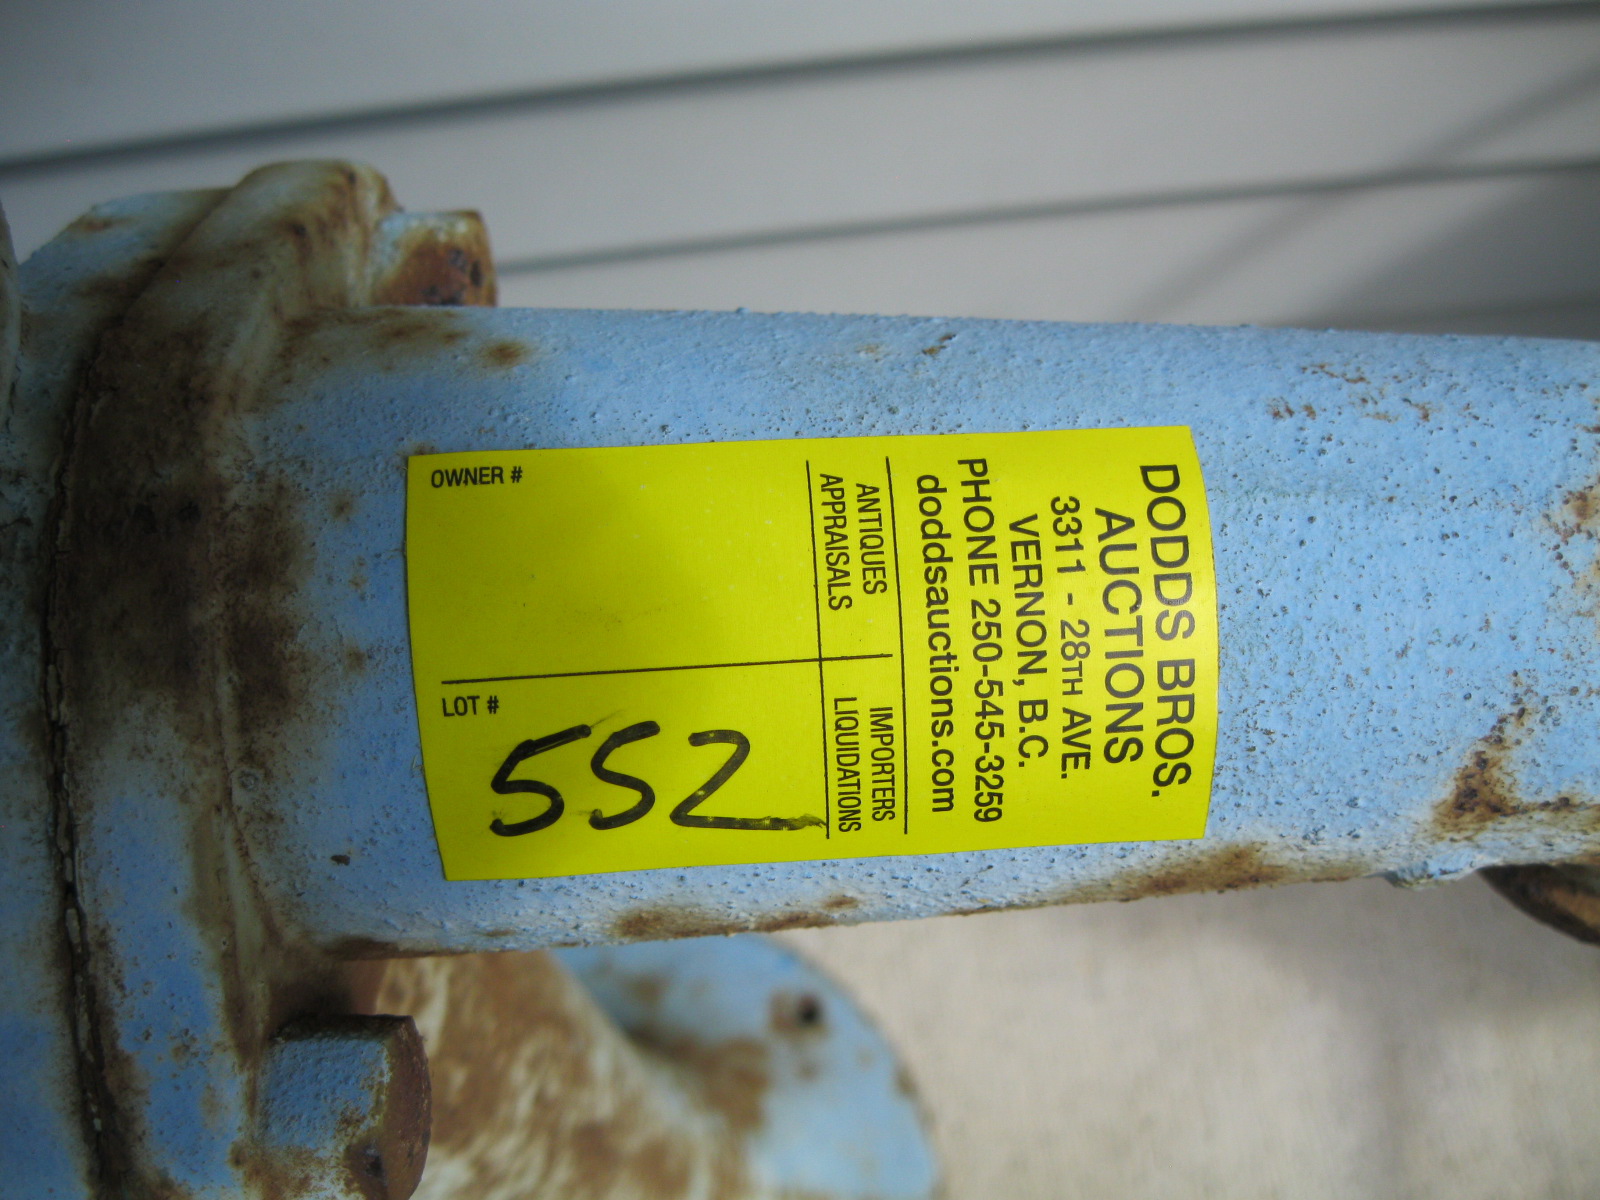 DODDS BROS.
AUCTIONS
3311 - 28TH AVE.
VERNON, B.C.
PHONE 250-545-3259
doddsauctions.com
ANTIQUES
APPRAISALS
IMPORTERS
LIQUIDATIONS
OWNER #
LOT #
552